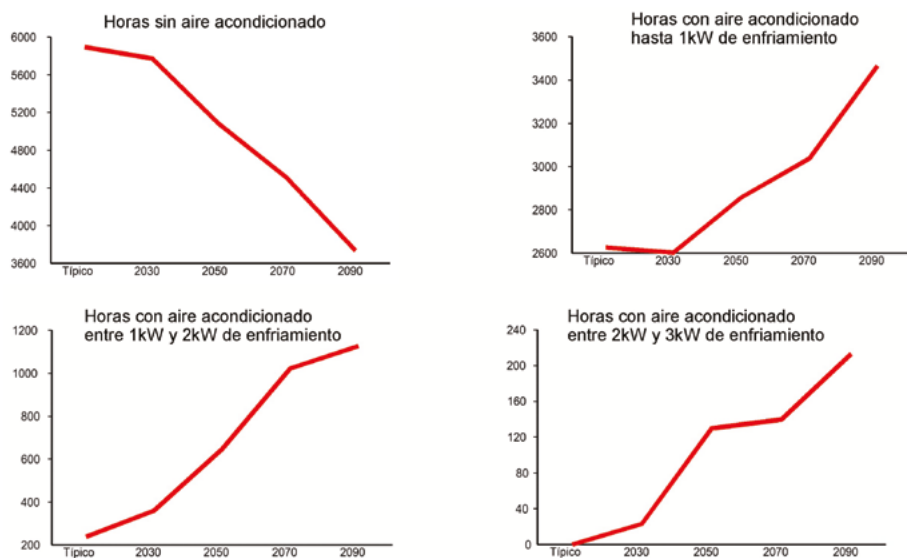 Horas sin aire acondicionado
6000
5600
5200
4800
4400
4000
3600
Típico 2030 2050 2070 2090
Horas con aire acondicionado
hasta 1kW de enfriamiento
3600
3400
3200
3000
2800
2600
Típico 2030 2050 2070 2090
Horas con aire acondicionado
entre 1kW y 2kW de enfriamiento
1200
1000
800
600
400
200
Típico 2030 2050 2070 2090
Horas con aire acondicionado
entre 2kW y 3kW de enfriamiento
240
200
160
120
80
40
0
Típico 2030 2050 2070 2090